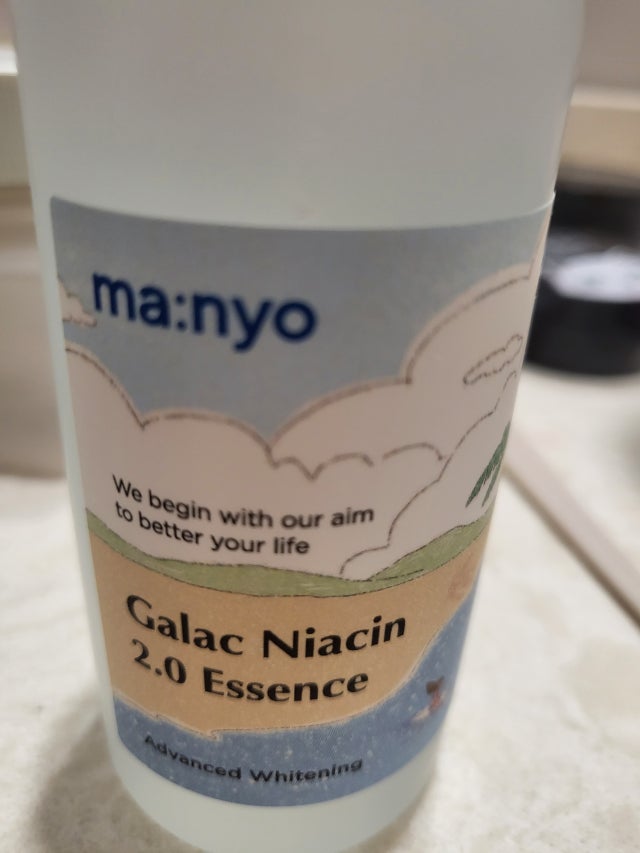 ma:nyo
We begin with our aim
to better your life
Galac Niacin
2.0 Essence
Advanced Whitening